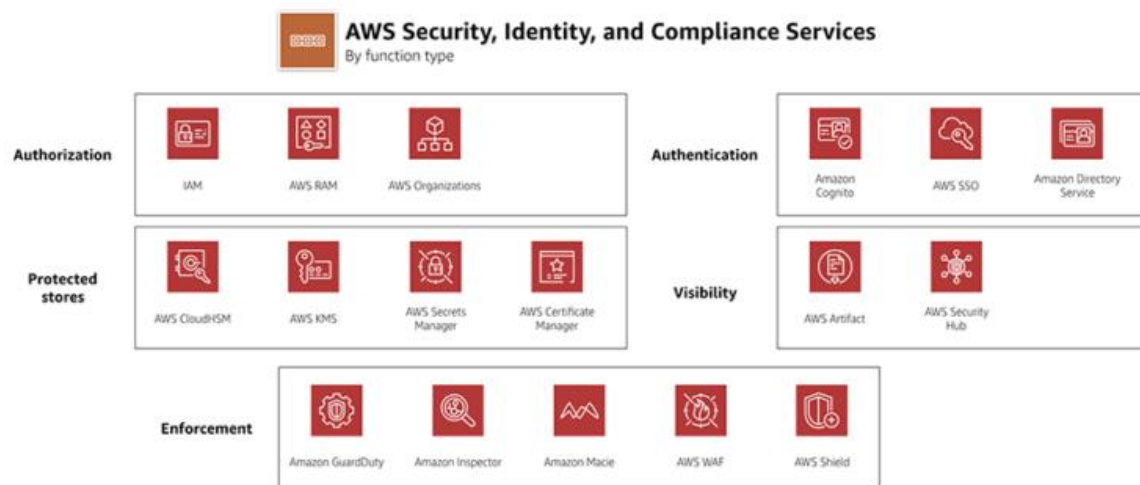 AWS Security, Identity, and Compliance Services
By function type
Authorization
IAM
AWS RAM
AWS Organizations
Authentication
Amazon
Cognito
AWS SSO
Amazon Directory
Service
Protected
stores
AWS CloudHSM
AWS KMS
AWS Secrets
Manager
AWS Certificate
Manager
Visibility
AWS Artifact
AWS Security
Hub
Enforcement
Amazon GuardDuty
Amazon Inspector
Amazon Macie
AWS WAF
AWS Shield